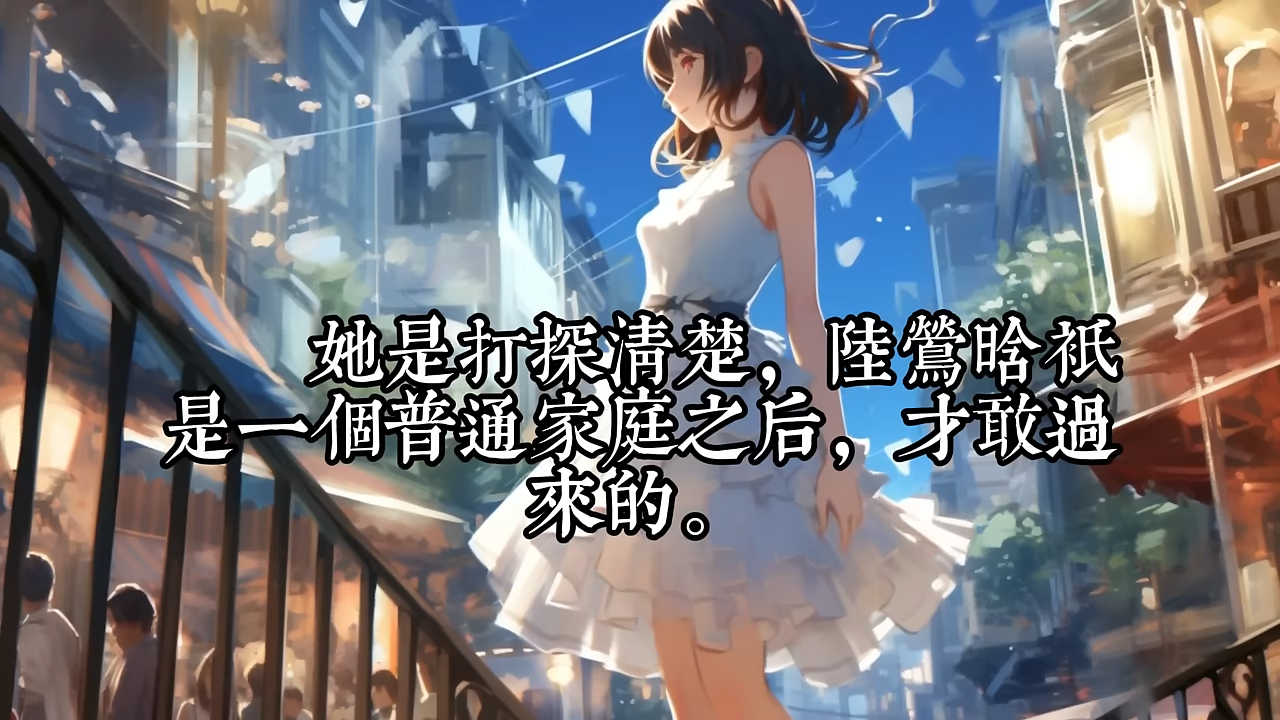 她是打探清楚，陸鶯晗祇
是一個普通家庭之后，才敢過
來的。